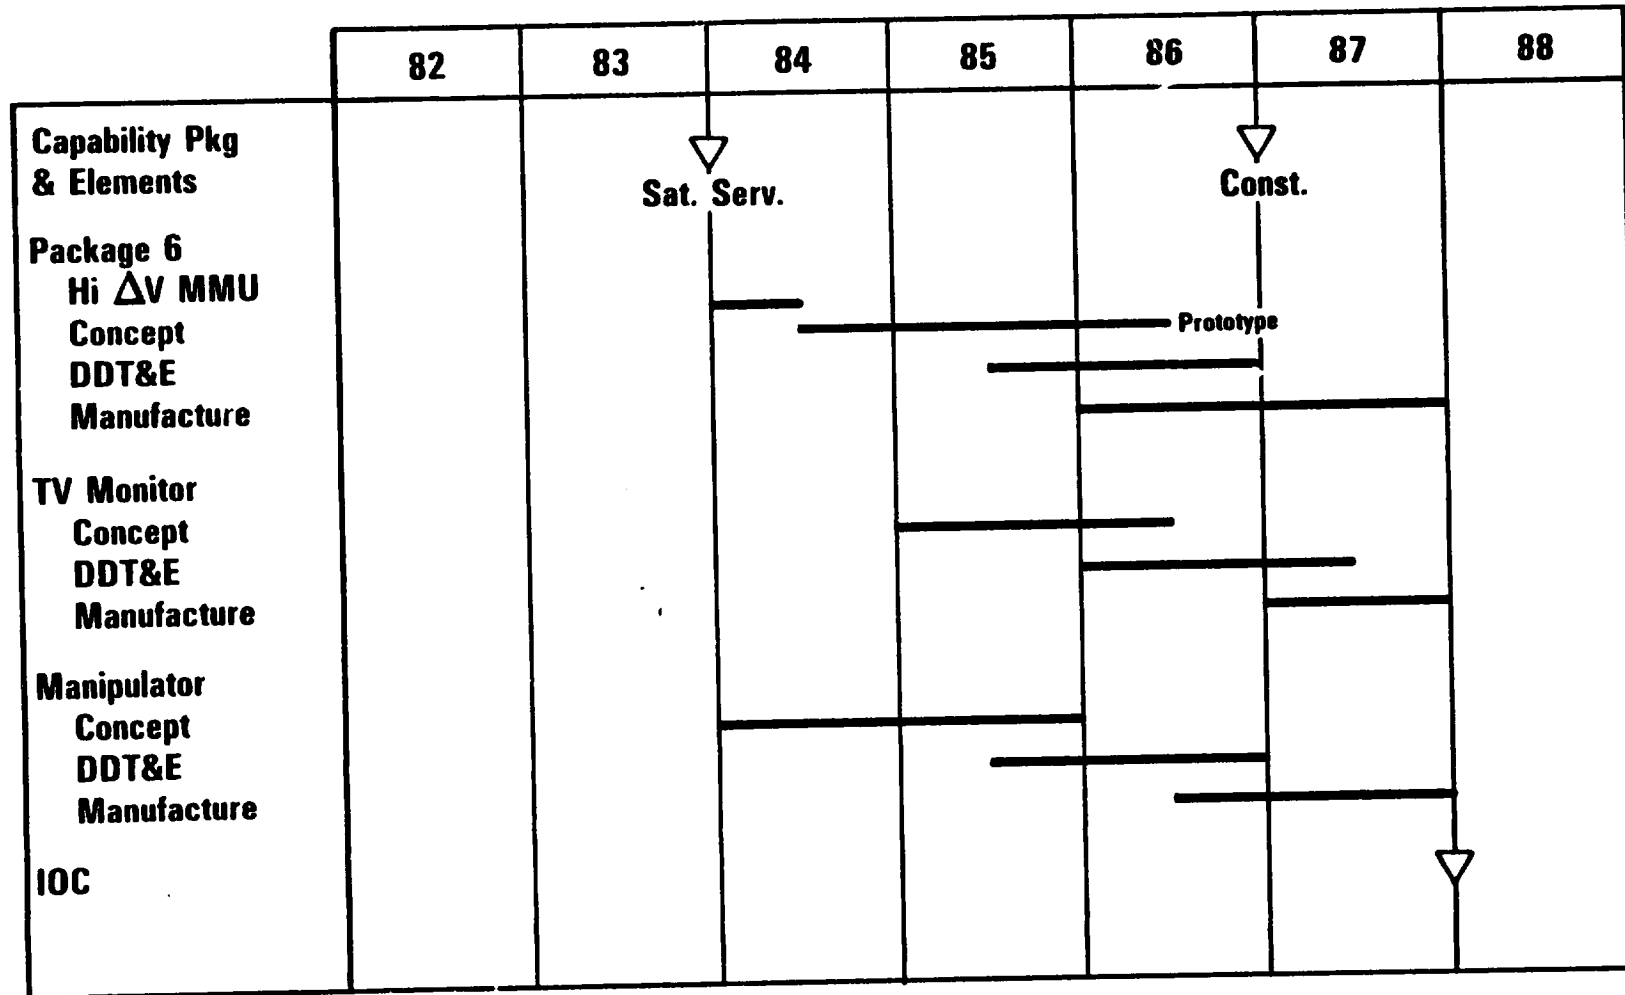 82 83 84 85 86 87 88
Capability Pkg
& Elements
Sat. Serv.
Const.
Package 6
Hi ΔV MMU
Concept
Prototype
DDT&E
Manufacture
TV Monitor
Concept
DDT&E
Manufacture
Manipulator
Concept
DDT&E
Manufacture
IOC